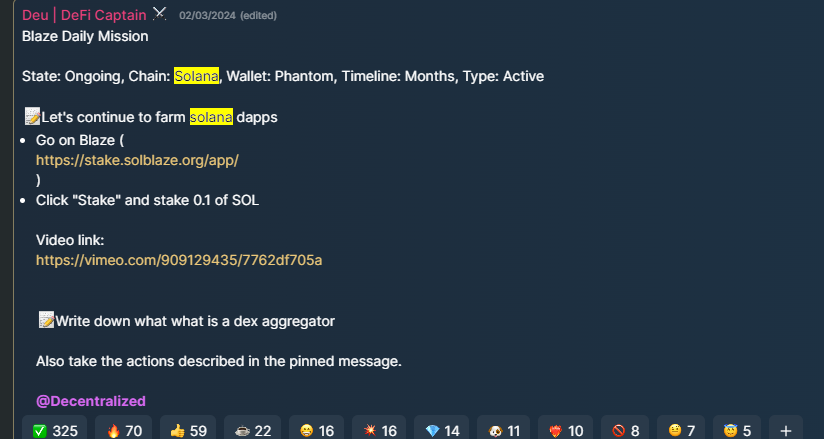 Deu | DeFi Captain ⚔ 02/03/2024 (edited)
Blaze Daily Mission
State: Ongoing, Chain: Solana, Wallet: Phantom, Timeline: Months, Type: Active
📝Let's continue to farm solana dapps
• Go on Blaze (
https://stake.solblaze.org/app/
)
• Click "Stake" and stake 0.1 of SOL
Video link:
https://vimeo.com/909129435/7762df705a
📝Write down what what is a dex aggregator
Also take the actions described in the pinned message.
@Decentralized
✅ 325 🔥 70 👍 59 ☕ 22 😄 16 💥 16 💎 14 🐶 11 ❤️‍🔥 10 🚫 8 🤨 7 😇 5 +